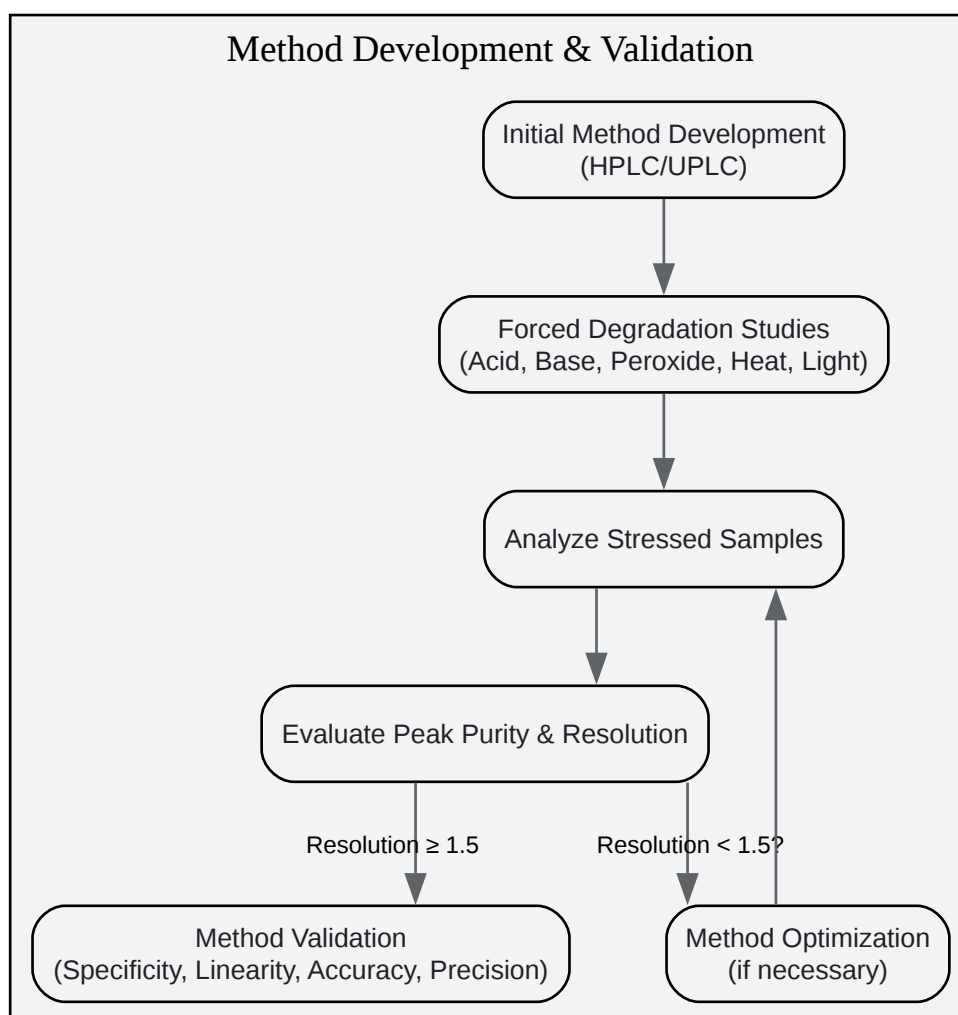 Method Development & Validation
Initial Method Development
(HPLC/UPLC)
Forced Degradation Studies
(Acid, Base, Peroxide, Heat, Light)
Analyze Stressed Samples
Evaluate Peak Purity & Resolution
Resolution ≥ 1.5
Resolution < 1.5?
Method Validation
(Specificity, Linearity, Accuracy, Precision)
Method Optimization
(if necessary)